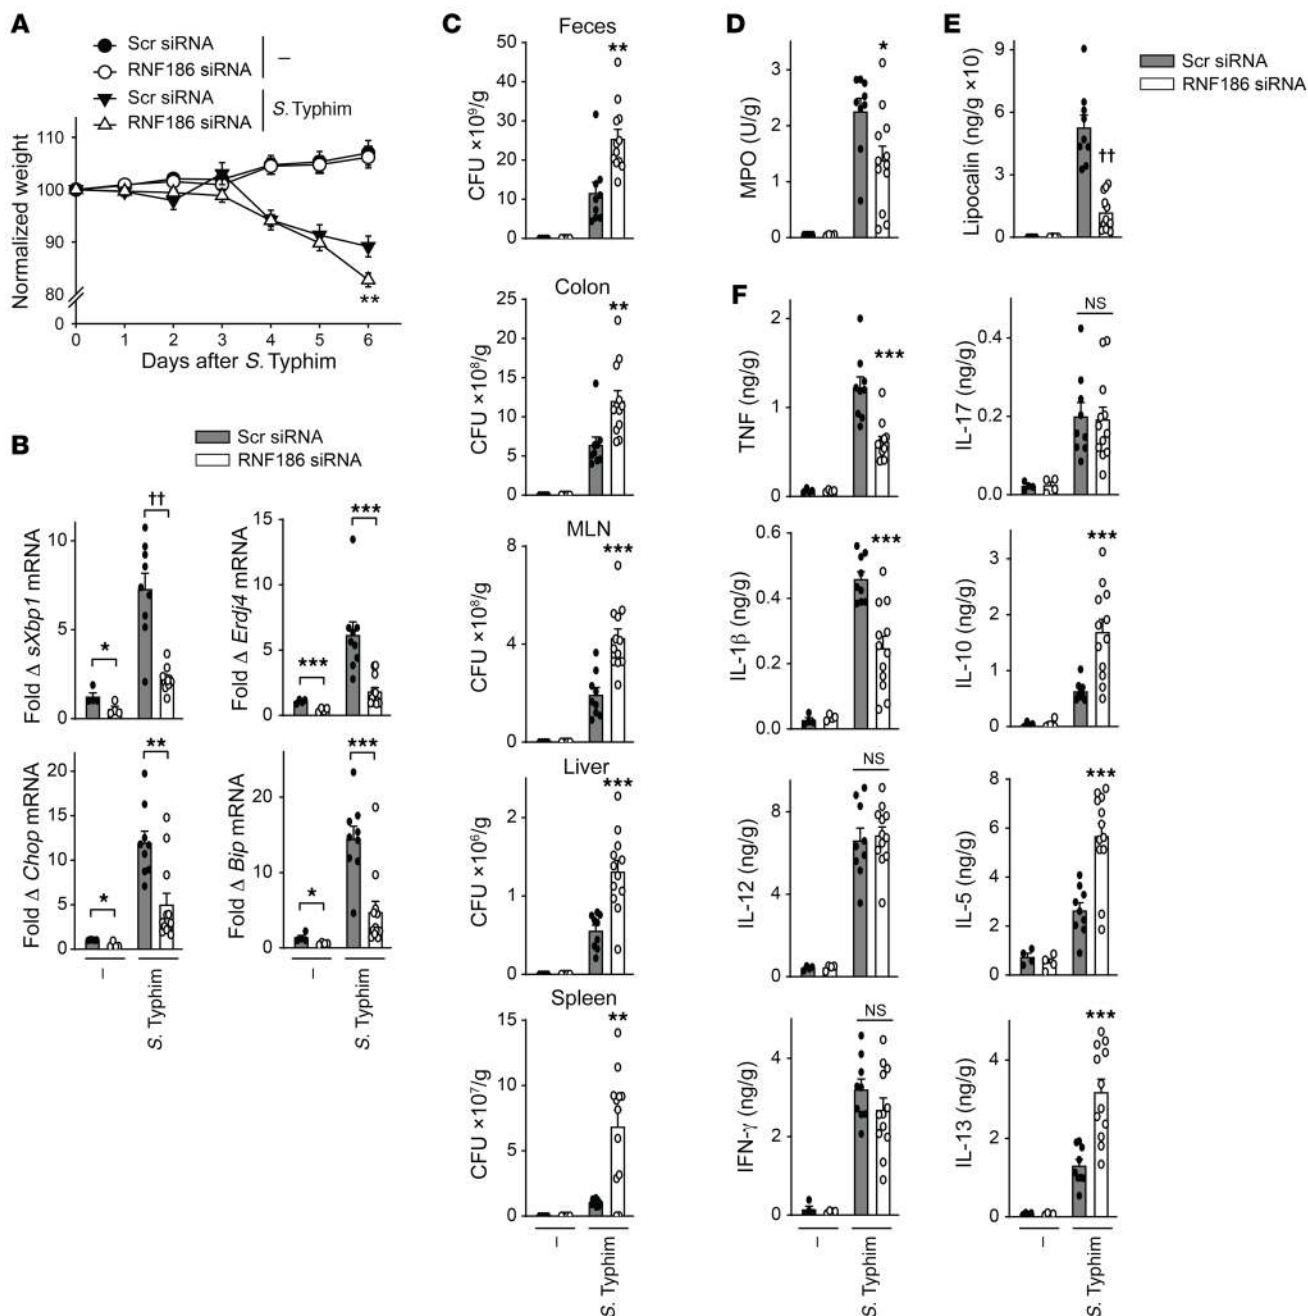 A
Scr siRNA
RNF186 siRNA
–
Scr siRNA
RNF186 siRNA
S. Typhim
Normalized weight
110
100
90
80
0
0 1 2 3 4 5 6
**
Days after S. Typhim
B
Scr siRNA
RNF186 siRNA
Fold Δ sXbp1 mRNA
10
5
0
*
††
Fold Δ Erdj4 mRNA
15
10
5
0
***
***
Fold Δ Chop mRNA
20
15
10
5
0
*
**
–
S. Typhim
Fold Δ Bip mRNA
20
10
0
*
***
–
S. Typhim
C
Feces
CFU ×10⁹/g
50
40
30
20
10
0
**
Colon
CFU ×10⁸/g
25
20
15
10
5
0
**
MLN
CFU ×10⁸/g
8
4
0
***
Liver
CFU ×10⁶/g
2
1
0
***
Spleen
CFU ×10⁷/g
15
10
5
0
**
–
S. Typhim
D
MPO (U/g)
3
2
1
0
*
E
Lipocalin (ng/g ×10)
9
6
3
0
††
Scr siRNA
RNF186 siRNA
F
TNF (ng/g)
2
1
0
***
IL-17 (ng/g)
0.4
0.2
0.0
NS
IL-1β (ng/g)
0.6
0.4
0.2
0.0
***
IL-10 (ng/g)
3
2
1
0
***
IL-12 (ng/g)
8
4
0
NS
IL-5 (ng/g)
8
6
4
2
0
***
IFN-γ (ng/g)
4
2
0
NS
–
S. Typhim
IL-13 (ng/g)
4
2
0
***
–
S. Typhim